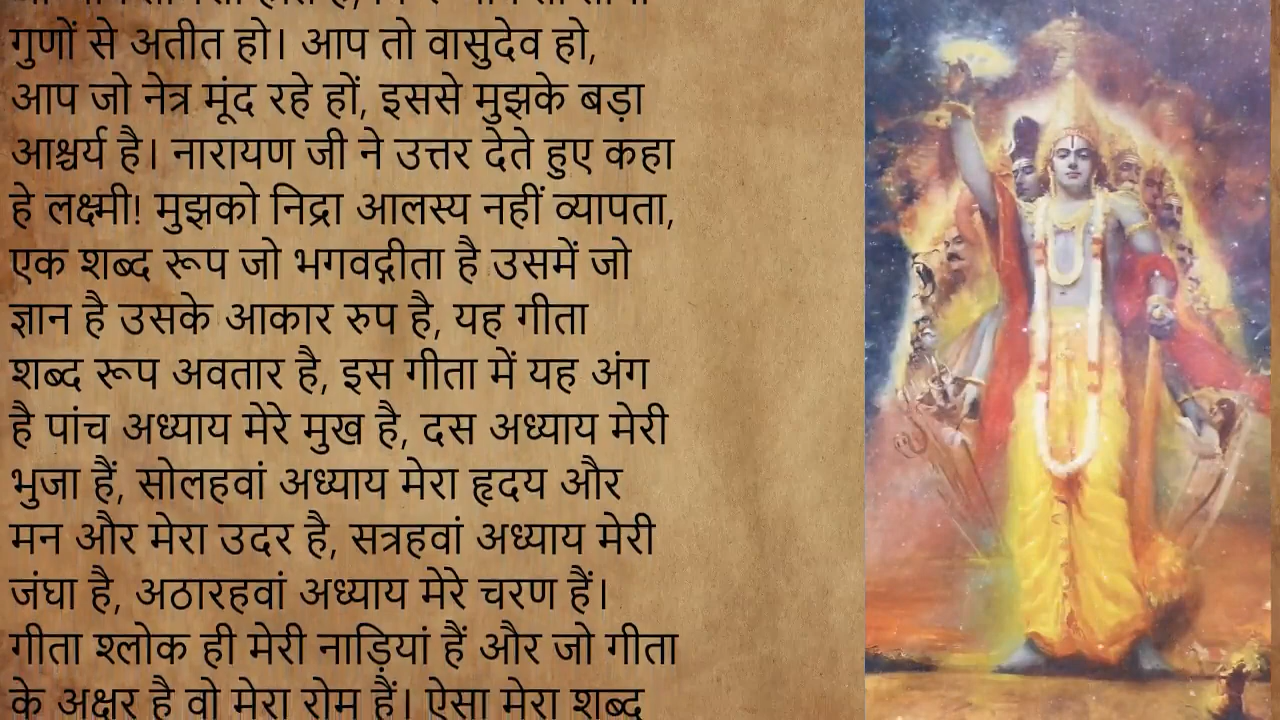 गुणों से अतीत हो। आप तो वासुदेव हो,
आप जो नेत्र मूंद रहे हों, इससे मुझके बड़ा
आश्चर्य है। नारायण जी ने उत्तर देते हुए कहा
हे लक्ष्मी! मुझको निद्रा आलस्य नहीं व्यापता,
एक शब्द रूप जो भगवद्गीता है उसमें जो
ज्ञान है उसके आकार रुप है, यह गीता
शब्द रूप अवतार है, इस गीता में यह अंग
है पांच अध्याय मेरे मुख है, दस अध्याय मेरी
भुजा हैं, सोलहवां अध्याय मेरा हृदय और
मन और मेरा उदर है, सत्रहवां अध्याय मेरी
जंघा है, अठारहवां अध्याय मेरे चरण हैं।
गीता श्लोक ही मेरी नाड़ियां हैं और जो गीता
के अक्षर है वो मेरा रोम हैं। ऐसा मेरा शब्द